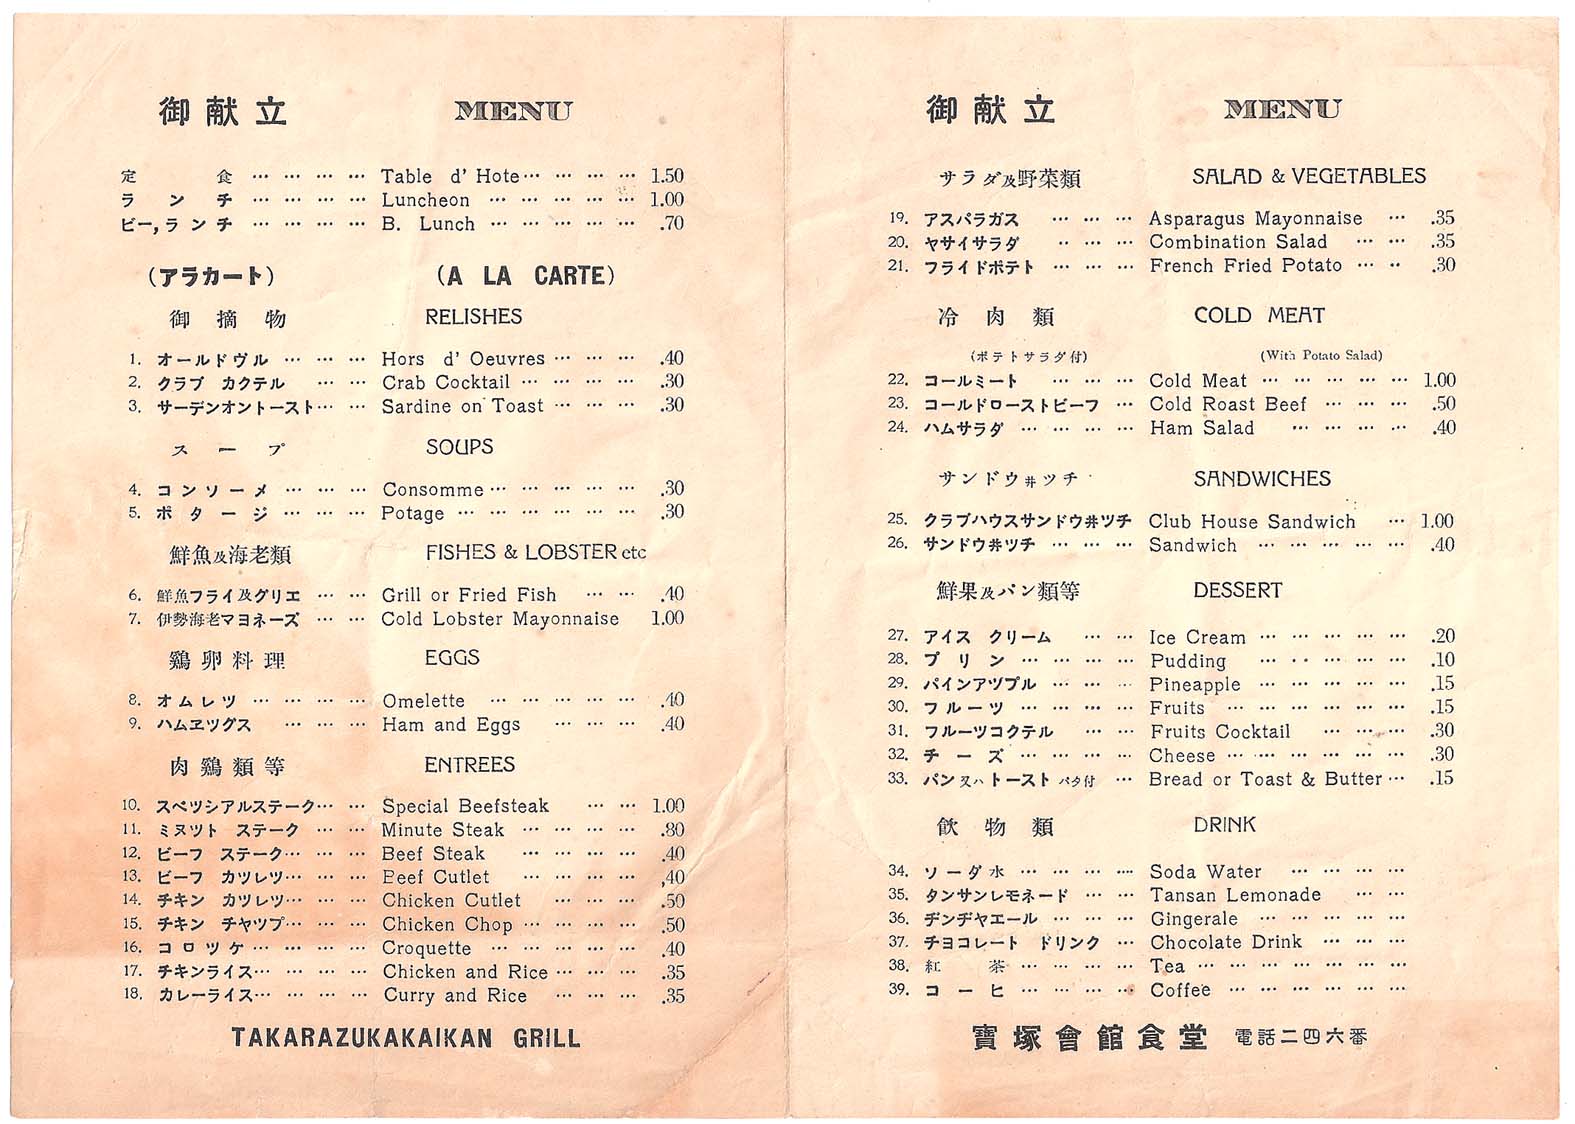 御献立 MENU
定食 … … … … Table d' Hote… … … … 1.50
ランチ … … … … Luncheon … … … … … 1.00
ビー,ランチ … … … … B. Lunch … … … … … .70
(アラカート) (A LA CARTE)
御摘物 RELISHES
1. オールドヴル … … … Hors d' Oeuvres … … … .40
2. クラブ カクテル … … Crab Cocktail … … … … .30
3. サーデンオントースト… … Sardine on Toast … … … .30
スープ SOUPS
4. コンソーメ … … … Consomme … … … … … .30
5. ポタージ … … … Potage … … … … … … .30
鮮魚及海老類 FISHES & LOBSTER etc
6. 鮮魚フライ及グリエ … … Grill or Fried Fish … … .40
7. 伊勢海老マヨネーズ … … Cold Lobster Mayonnaise 1.00
鶏卵料理 EGGS
8. オムレツ … … … … Omelette … … … … … .40
9. ハムヱツグス … … … Ham and Eggs … … … .40
肉鶏類等 ENTREES
10. スペツシアルステーク… … Special Beefsteak … … 1.00
11. ミヌツト ステーク … … Minute Steak … … … … .80
12. ビーフ ステーク… … … Beef Steak … … … … .40
13. ビーフ カツレツ… … … Beef Cutlet … … … … ,40
14. チキン カツレツ… … … Chicken Cutlet … … … .50
15. チキン チヤツプ… … … Chicken Chop … … … … .50
16. コロツケ … … … … Croquette … … … … … .40
17. チキンライス… … … … Chicken and Rice … … … .35
18. カレーライス… … … … Curry and Rice … … … .35
TAKARAZUKAKAIKAN GRILL
御献立 MENU
サラダ及野菜類 SALAD & VEGETABLES
19. アスパラガス … … … Asparagus Mayonnaise … .35
20. ヤサイサラダ … … … Combination Salad … … .35
21. フライドポテト … … … French Fried Potato … … .30
冷肉類 COLD MEAT
(ポテトサラダ付) (With Potato Salad)
22. コールミート … … … Cold Meat … … … … … 1.00
23. コールドローストビーフ … Cold Roast Beef … … … .50
24. ハムサラダ … … … … Ham Salad … … … … .40
サンドウ井ツチ SANDWICHES
25. クラブハウスサンドウ井ツチ Club House Sandwich … 1.00
26. サンドウ井ツチ … … … Sandwich … … … … … .40
鮮果及パン類等 DESSERT
27. アイス クリーム … … Ice Cream … … … … … .20
28. プリン … … … … Pudding … … … … … .10
29. パインアツプル … … … Pineapple … … … … … .15
30. フルーツ … … … … Fruits … … … … … … .15
31. フルーツコクテル … … Fruits Cocktail … … … .30
32. チーズ … … … … Cheese … … … … … … .30
33. パン又ハトースト バタ付 … Bread or Toast & Butter … .15
飲物類 DRINK
34. ソーダ水 … … … … Soda Water … … … …
35. タンサンレモネード … … Tansan Lemonade … …
36. ヂンヂヤエール … … … Gingerale … … … … …
37. チヨコレート ドリンク … Chocolate Drink … … …
38. 紅茶 … … … … Tea … … … … … … …
39. コーヒ … … … … Coffee … … … … … …
寶塚會館食堂 電話二四六番